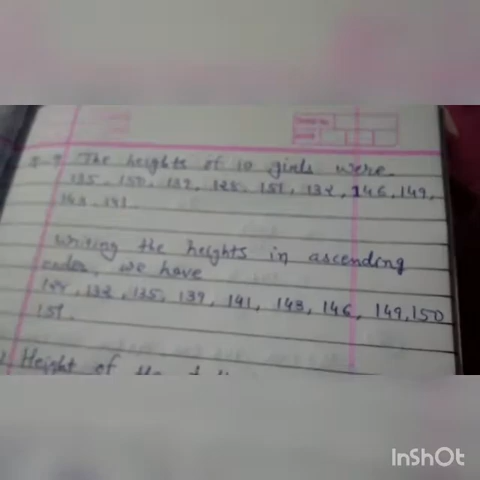 The heights of 10 girls were.
135, 150, 139, 128, 151, 132, 146, 149,
143, 141.
writing the heights in ascending
order, we have
128, 132, 135, 139, 141, 143, 146, 149, 150
151.
Height of the
InShOt